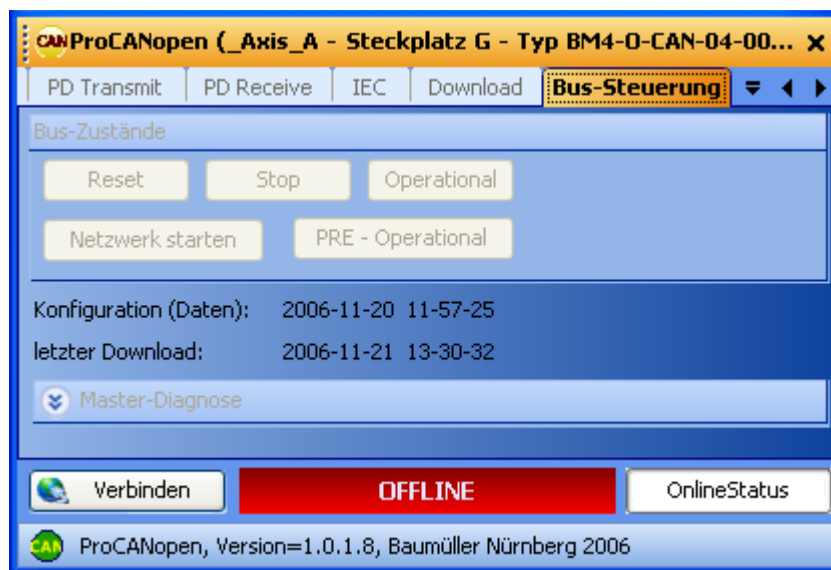 CAN ProCANopen (_Axis_A - Steckplatz G - Typ BM4-O-CAN-04-00...
PD Transmit PD Receive IEC Download Bus-Steuerung
Bus-Zustände
Reset Stop Operational
Netzwerk starten PRE - Operational
Konfiguration (Daten): 2006-11-20 11-57-25
letzter Download: 2006-11-21 13-30-32
Master-Diagnose
Verbinden OFFLINE OnlineStatus
CAN ProCANopen, Version=1.0.1.8, Baumüller Nürnberg 2006